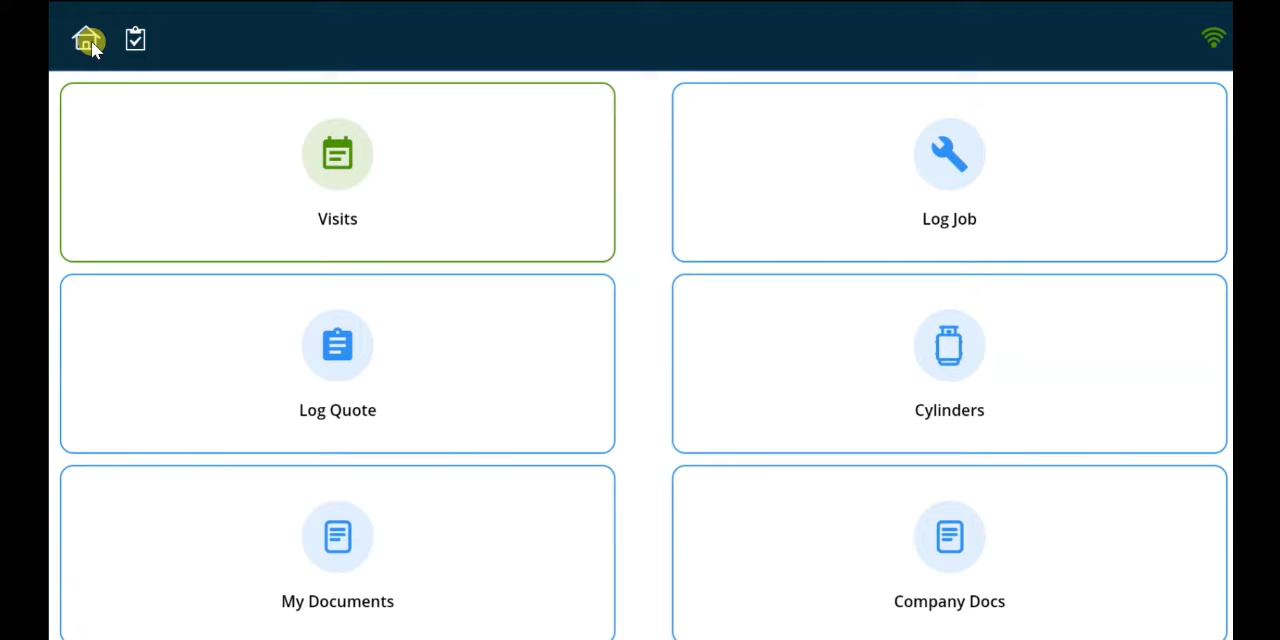 Visits
Log Job
Log Quote
Cylinders
My Documents
Company Docs